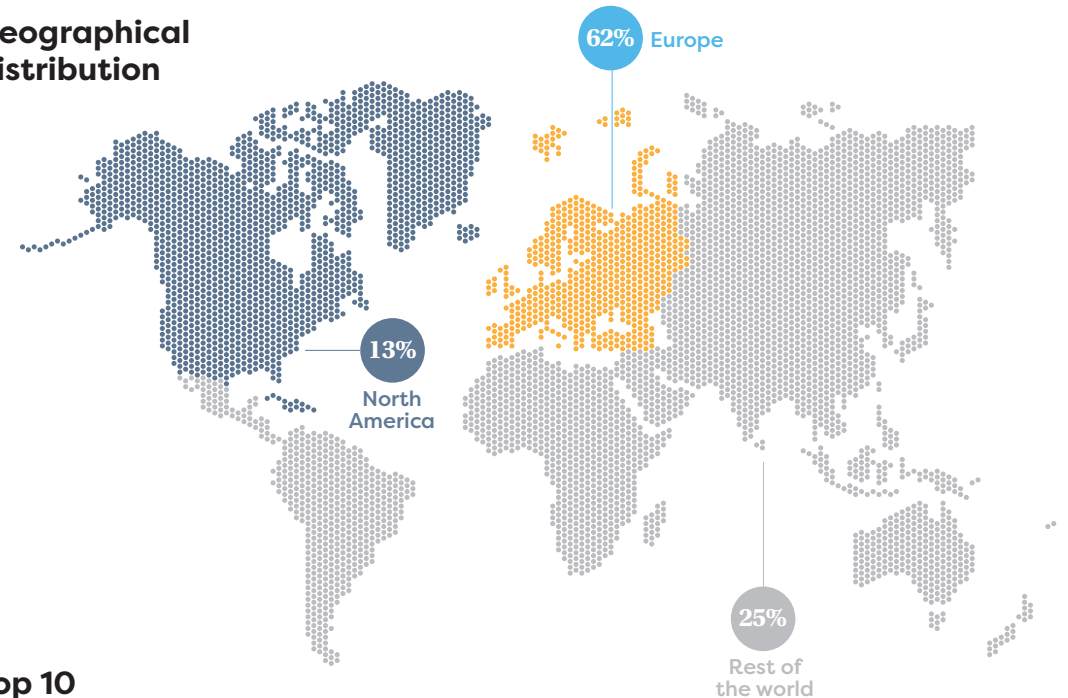 eographical
istribution
62% Europe
13%
North
America
25%
Rest of
the world
op 10